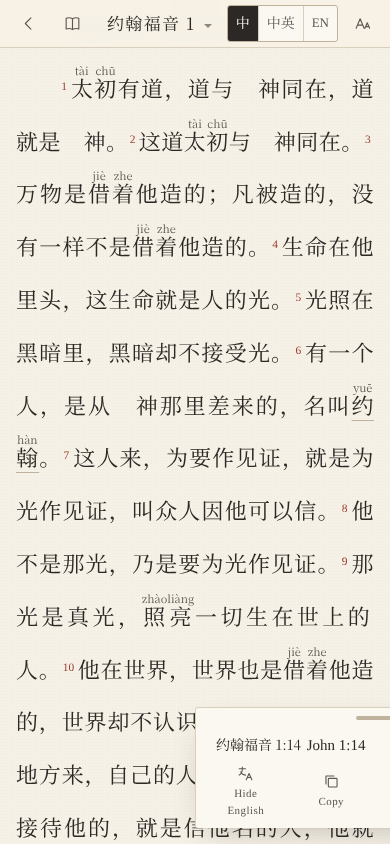 约翰福音 1 中 中英 EN AA
tài chū
1 太初有道，道与　神同在，道
tài chū
就是　神。2 这道太初与　神同在。3
jiè zhe
万物是借着他造的；凡被造的，没
jiè zhe
有一样不是借着他造的。4 生命在他
里头，这生命就是人的光。5 光照在
黑暗里，黑暗却不接受光。6 有一个
yuē
人，是从　神那里差来的，名叫约
hàn
翰。7 这人来，为要作见证，就是为
光作见证，叫众人因他可以信。8 他
不是那光，乃是要为光作见证。9 那
zhàoliàng
光是真光，照亮一切生在世上的
jiè zhe
人。10 他在世界，世界也是借着他造
的，世界却不认识
地方来，自己的人
接待他的，就是信他名的人，他就
约翰福音 1:14 John 1:14
Hide English
Copy